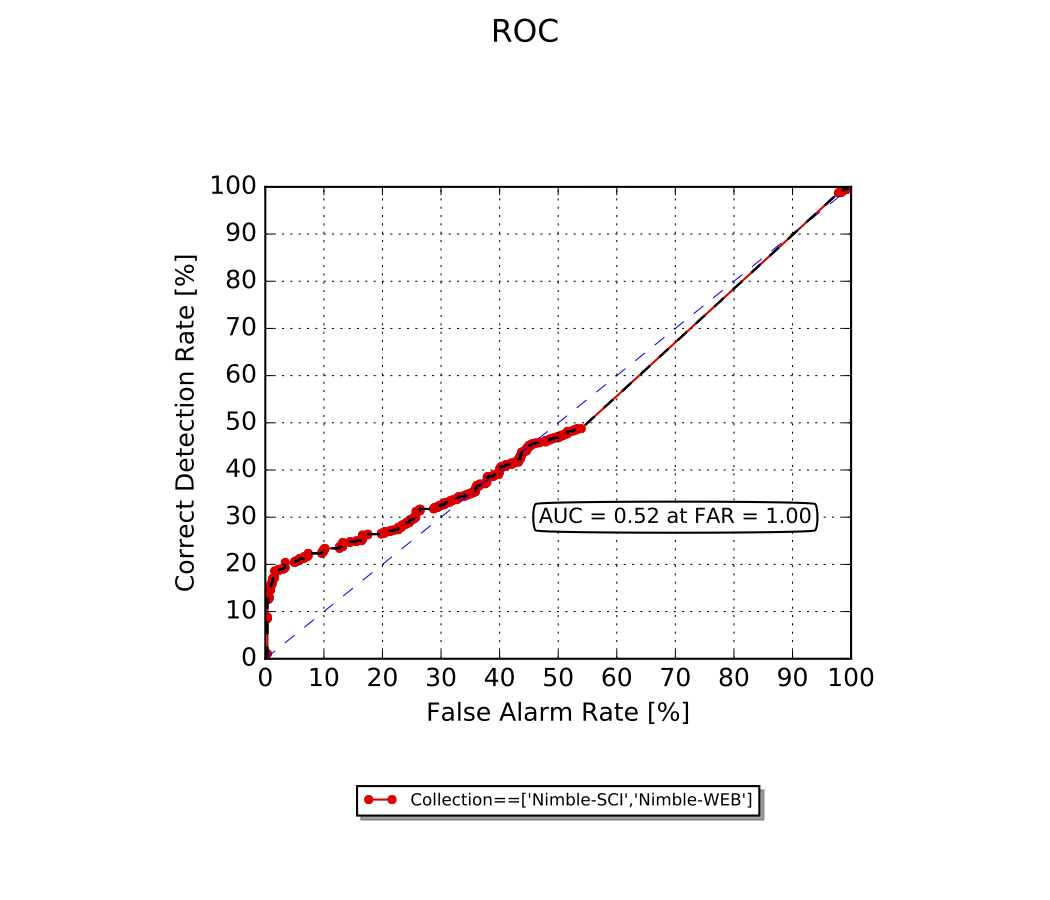 ROC
100
90
80
70
60
50
40
30
20
10
0
Correct Detection Rate [%]
AUC = 0.52 at FAR = 1.00
0 10 20 30 40 50 60 70 80 90 100
False Alarm Rate [%]
Collection==['Nimble-SCI','Nimble-WEB']